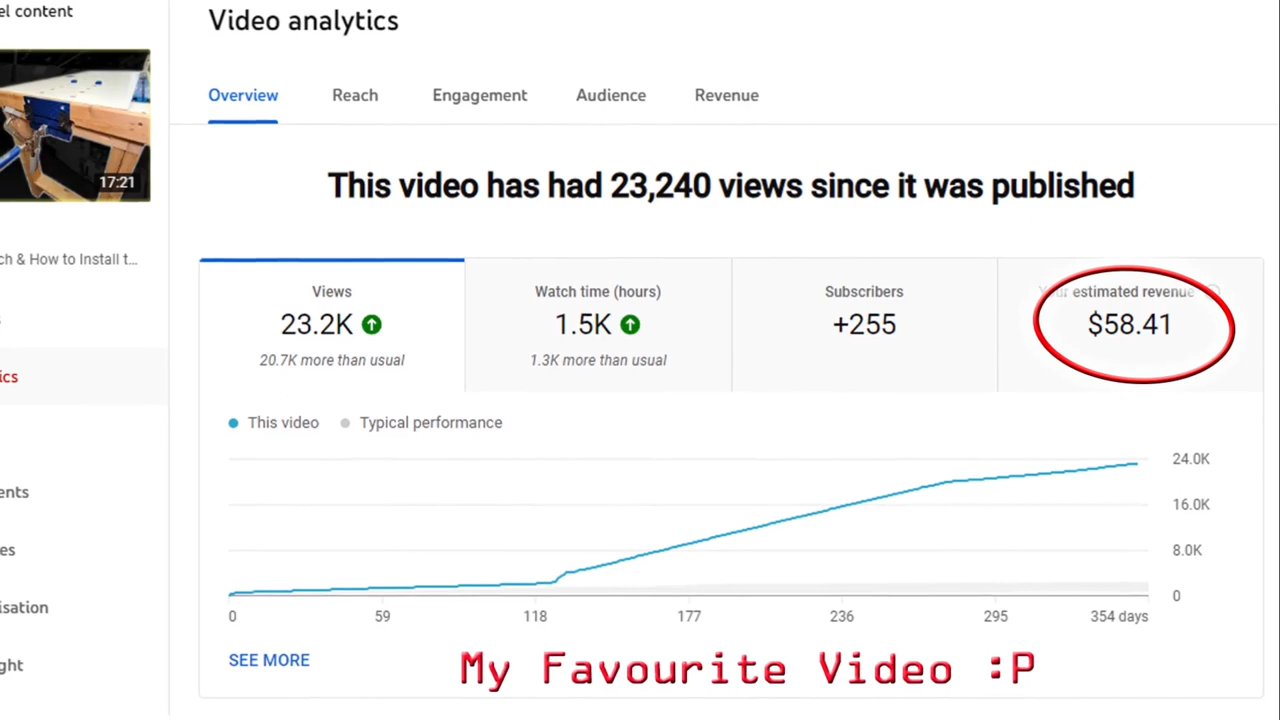 el content
Video analytics
Overview Reach Engagement Audience Revenue
17:21
This video has had 23,240 views since it was published
ch & How to Install t...
Views Watch time (hours) Subscribers Your estimated revenue
23.2K 1.5K +255 $58.41
20.7K more than usual 1.3K more than usual
ics
This video Typical performance
24.0K
16.0K
8.0K
0
0 59 118 177 236 295 354 days
ents
es
isation
ght
SEE MORE
My Favourite Video :P